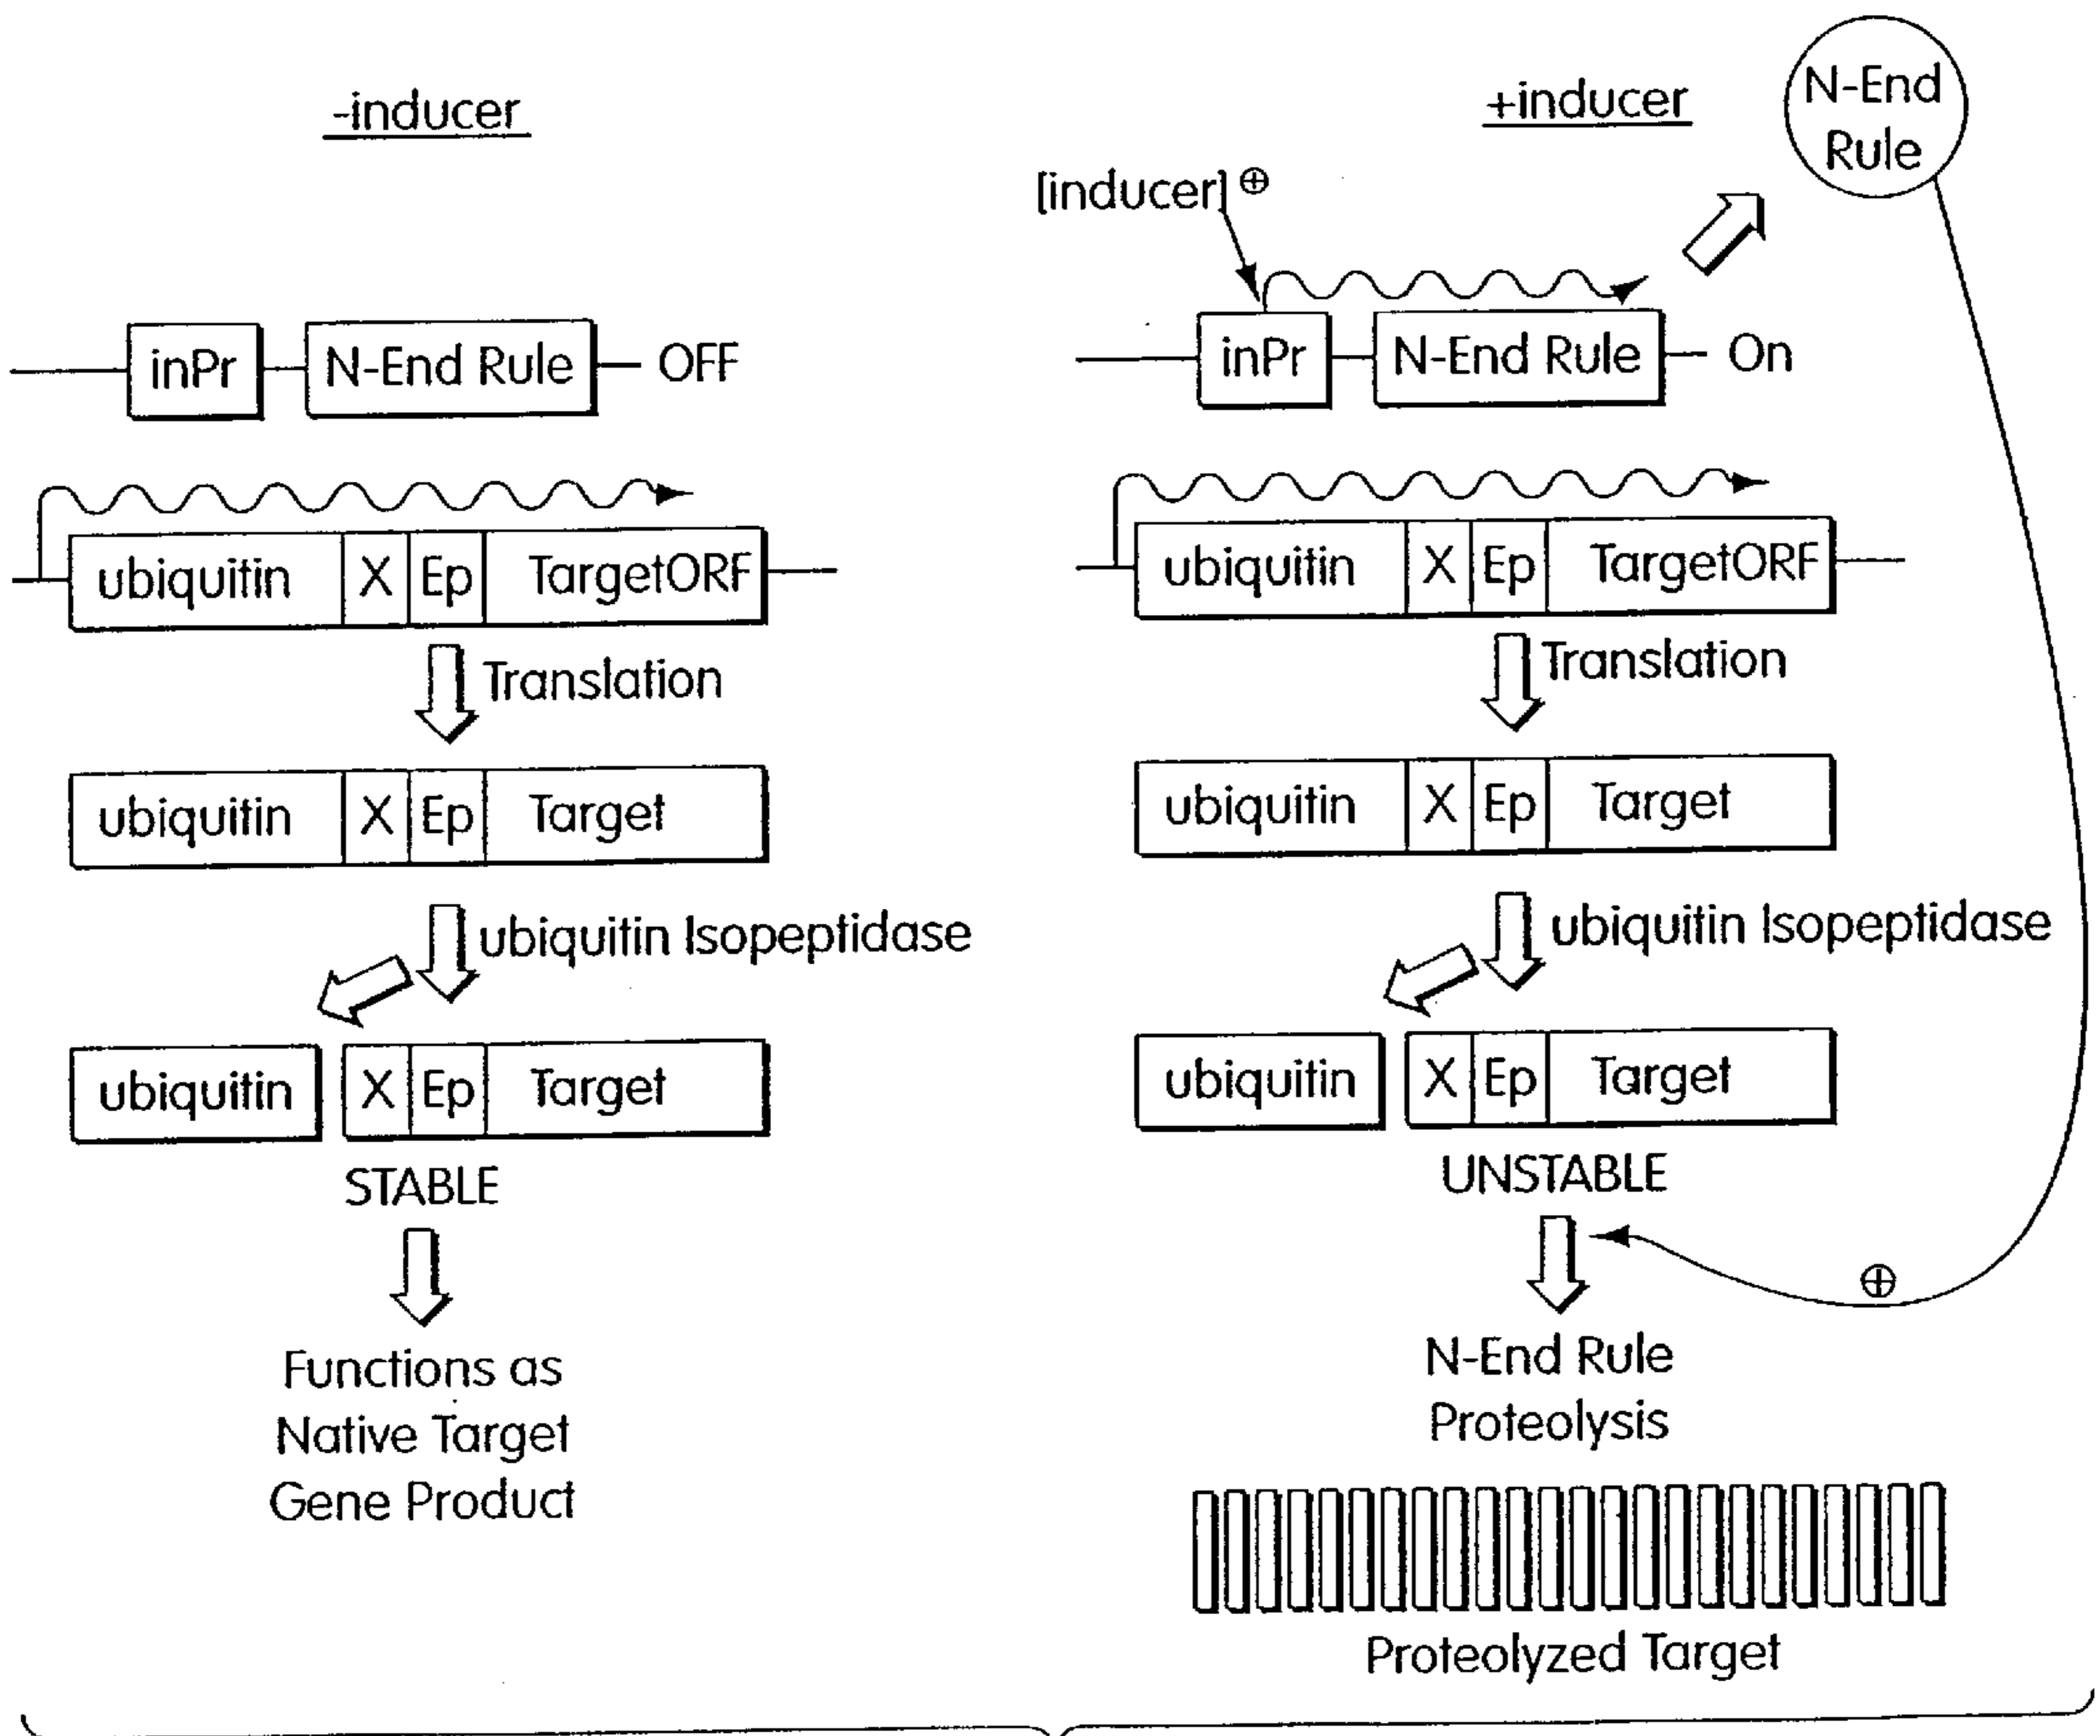 -inducer
inPr N-End Rule OFF
ubiquitin X Ep TargetORF
Translation
ubiquitin X Ep Target
ubiquitin Isopeptidase
ubiquitin X Ep Target
STABLE
Functions as
Native Target
Gene Product
+inducer
N-End
Rule
[inducer] ⊕
inPr N-End Rule On
ubiquitin X Ep TargetORF
Translation
ubiquitin X Ep Target
ubiquitin Isopeptidase
ubiquitin X Ep Target
UNSTABLE
⊕
N-End Rule
Proteolysis
Proteolyzed Target